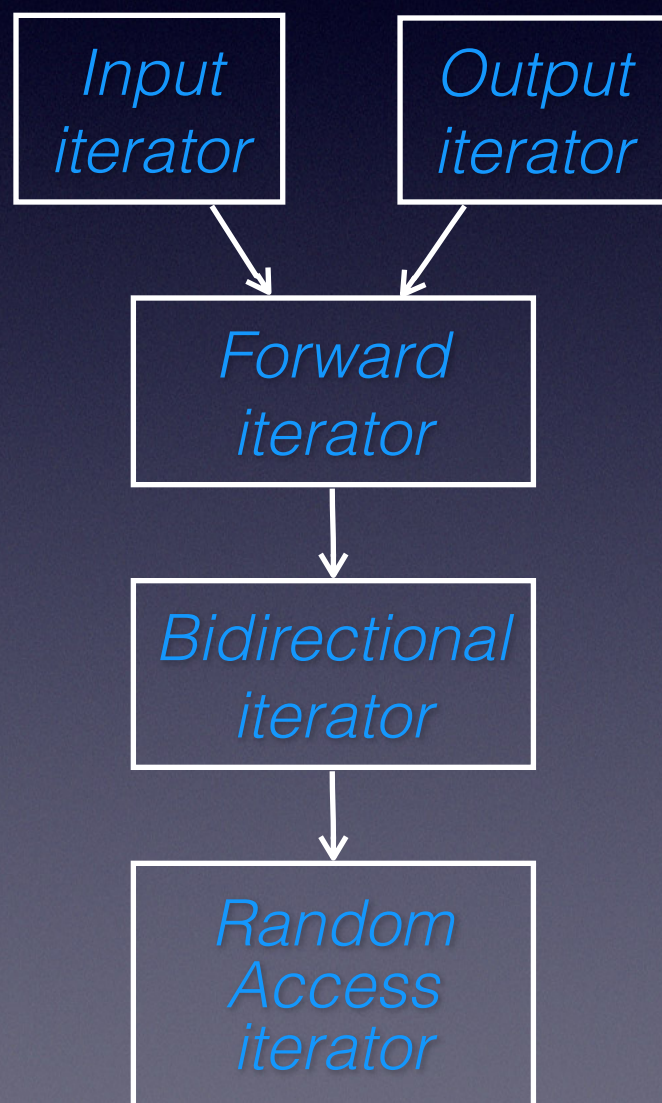 Input
iterator
Output
iterator
Forward
iterator
Bidirectional
iterator
Random
Access
iterator